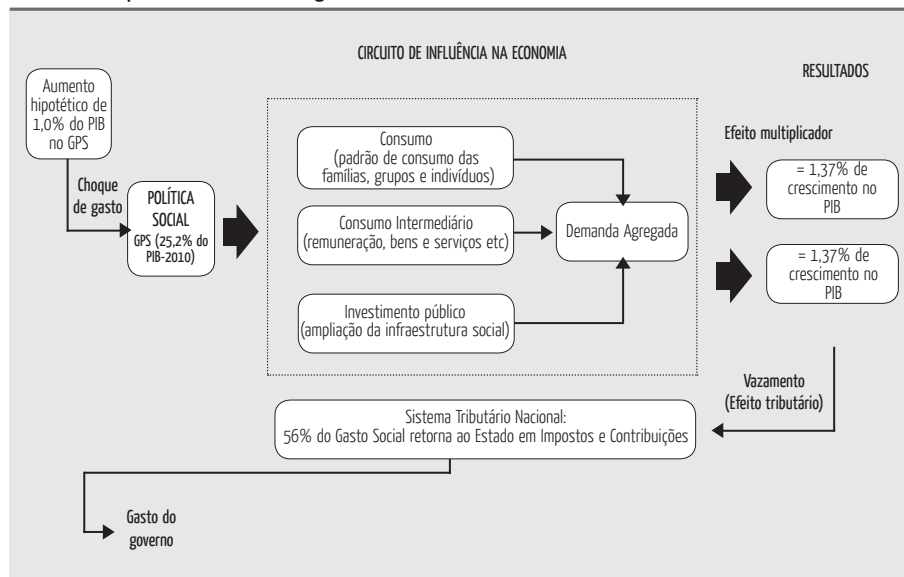 CIRCUITO DE INFLUÊNCIA NA ECONOMIA
RESULTADOS
Aumento
hipotético de
1,0% do PIB
no GPS
Choque
de gasto
POLÍTICA
SOCIAL
GPS (25,2% do
PIB-2010)
Consumo
(padrão de consumo das
famílias, grupos e indivíduos)
Consumo Intermediário
(remuneração, bens e serviços etc)
Investimento público
(ampliação da infraestrutura social)
Demanda Agregada
Efeito multiplicador
= 1,37% de
crescimento no
PIB
= 1,37% de
crescimento no
PIB
Vazamento
(Efeito tributário)
Sistema Tributário Nacional:
56% do Gasto Social retorna ao Estado em Impostos e Contribuições
Gasto do
governo